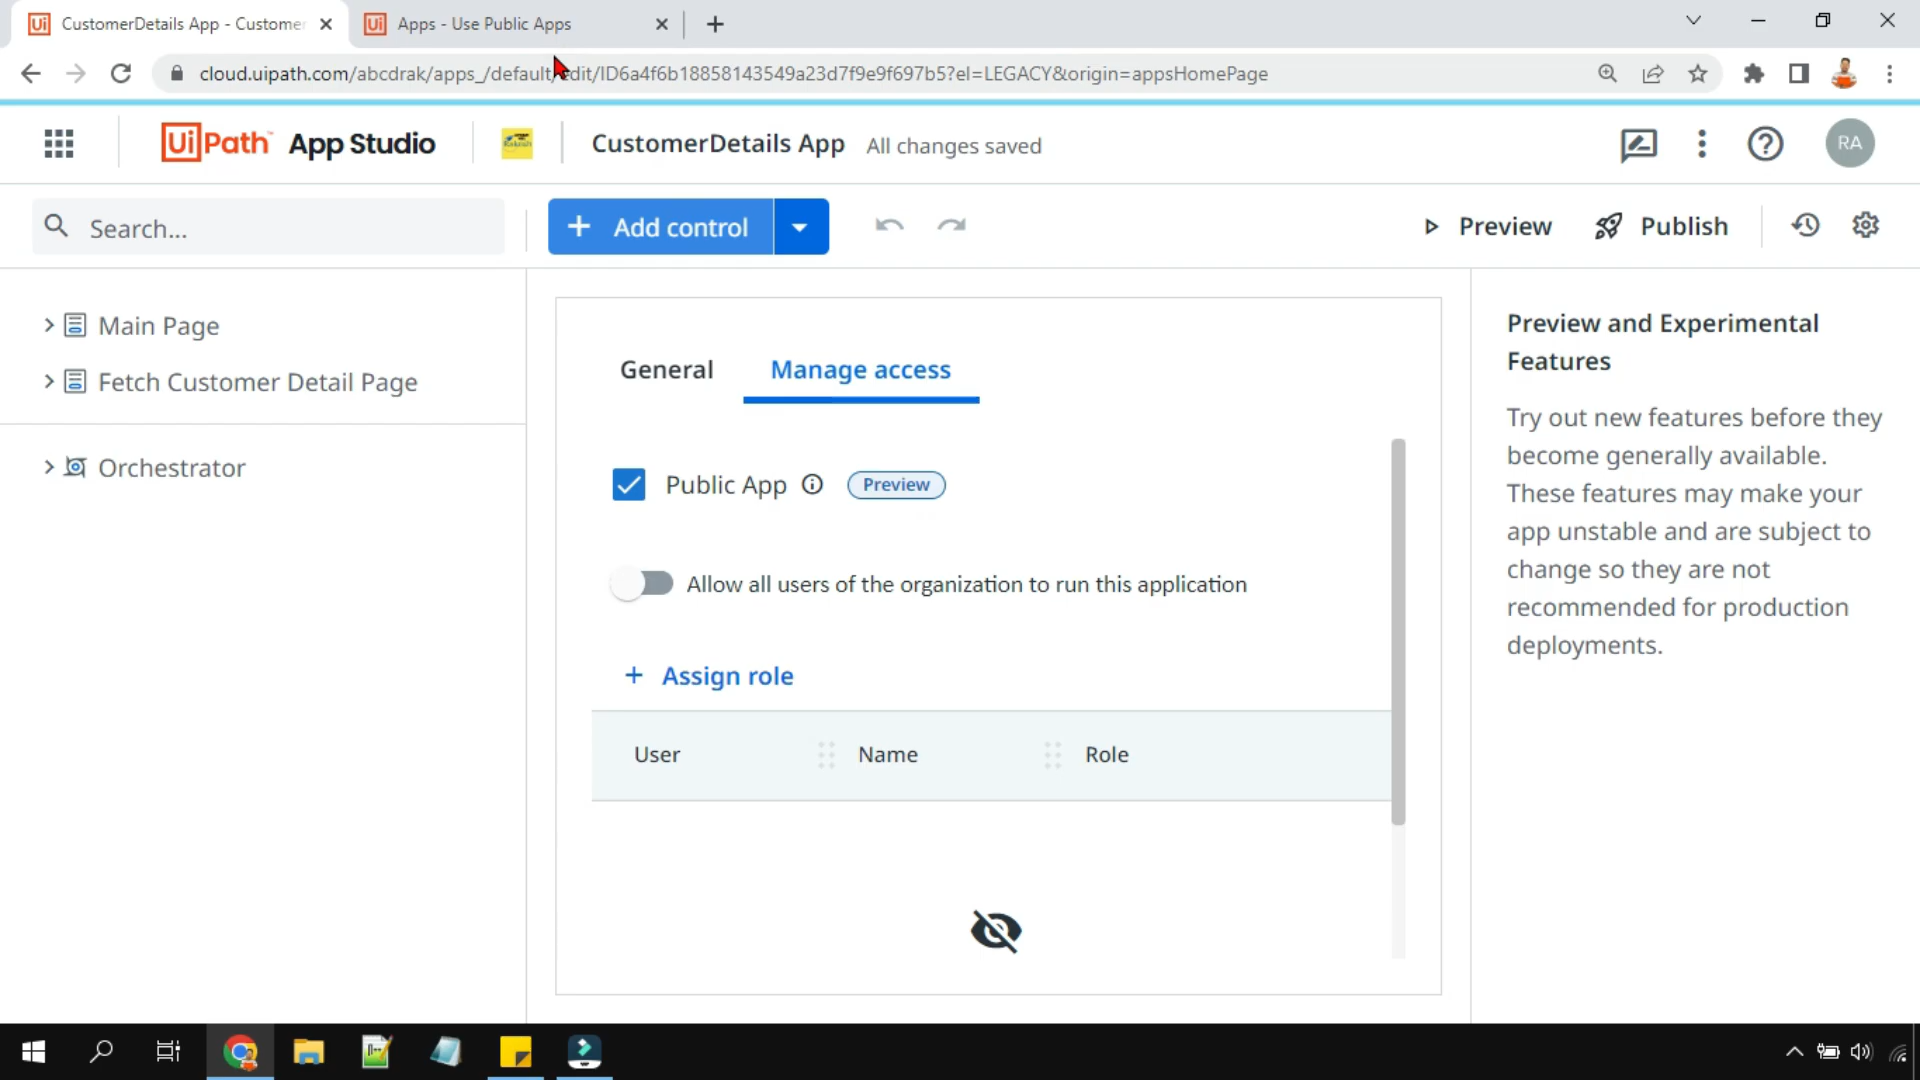 CustomerDetails App - Customer
Apps - Use Public Apps
cloud.uipath.com/abcdrak/apps_/default/edit/ID6a4f6b18858143549a23d7f9e9f697b5?el=LEGACY&origin=appsHomePage
UiPath App Studio
CustomerDetails App
All changes saved
RA
Search...
Add control
Preview
Publish
Main Page
Fetch Customer Detail Page
Orchestrator
General
Manage access
Public App
Preview
Allow all users of the organization to run this application
Assign role
User
Name
Role
Preview and Experimental
Features
Try out new features before they
become generally available.
These features may make your
app unstable and are subject to
change so they are not
recommended for production
deployments.